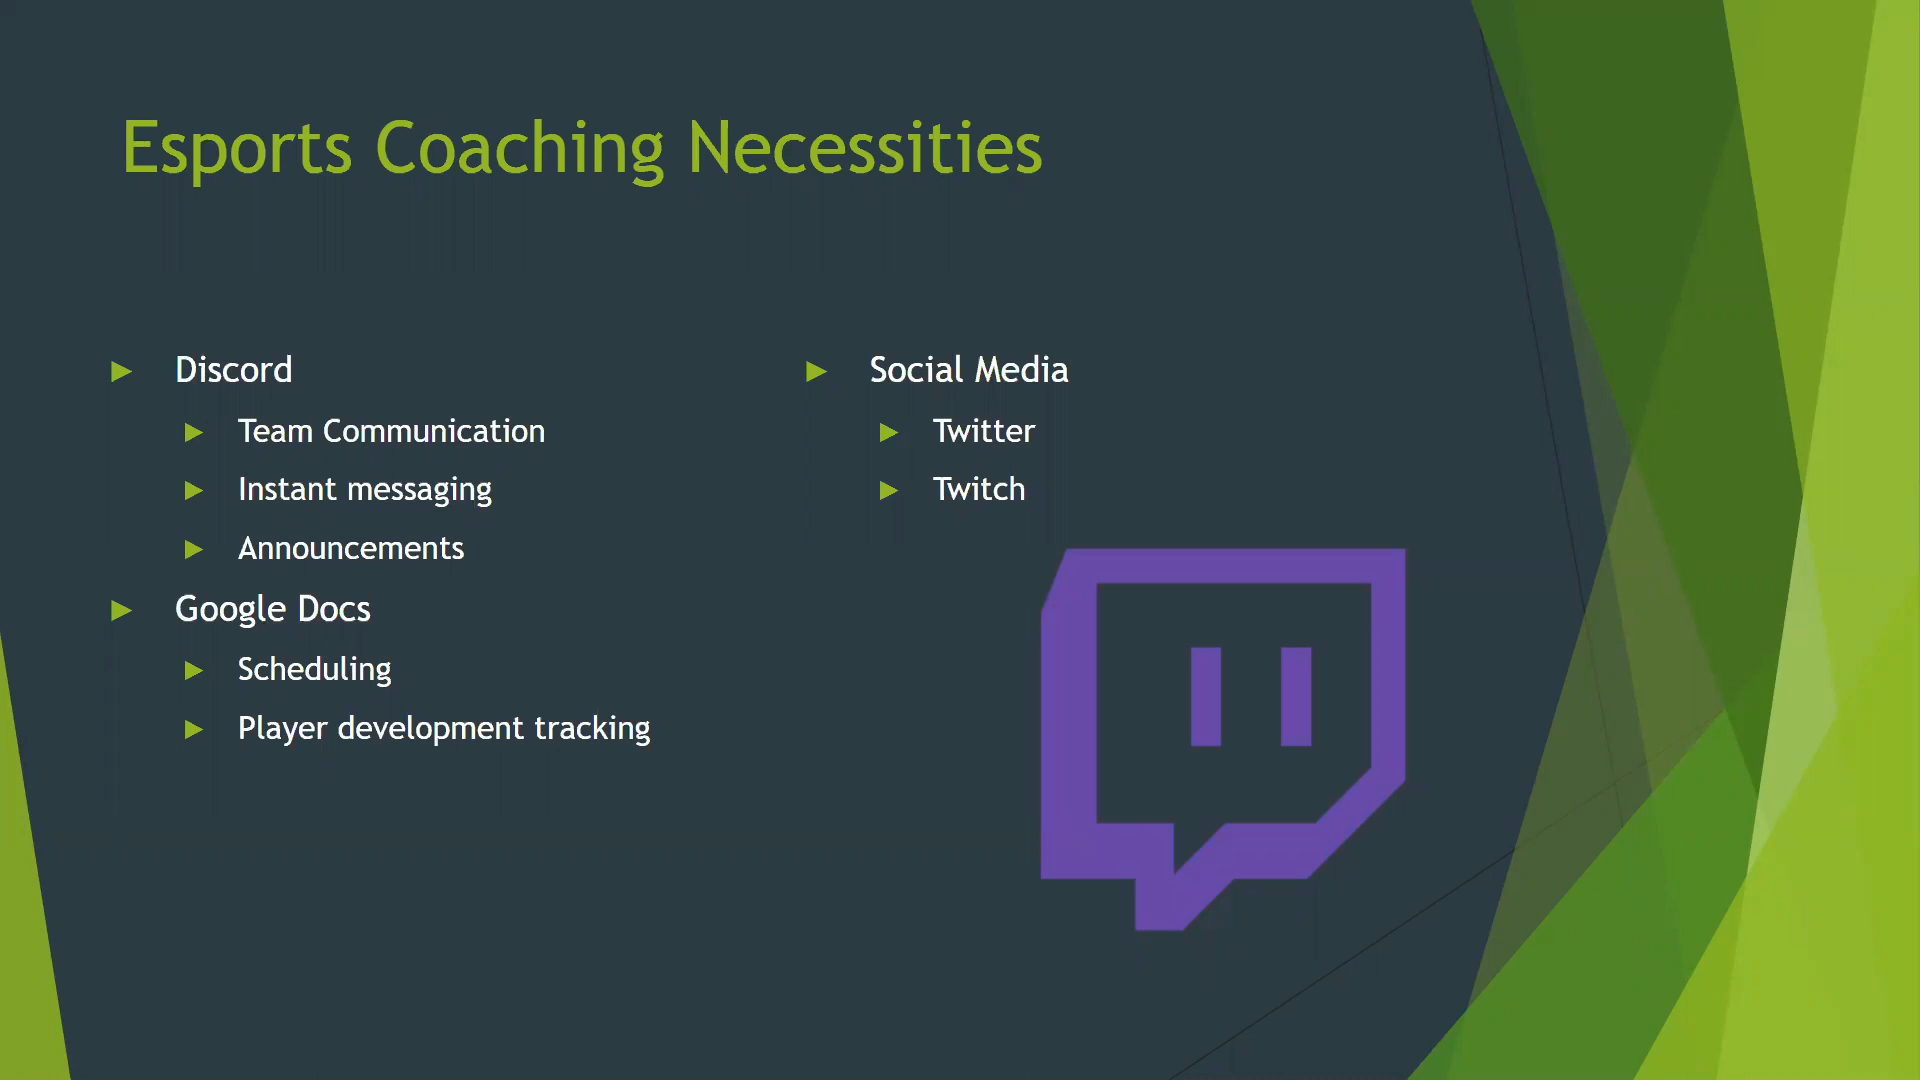 Esports Coaching Necessities
Discord
Team Communication
Instant messaging
Announcements
Google Docs
Scheduling
Player development tracking
Social Media
Twitter
Twitch